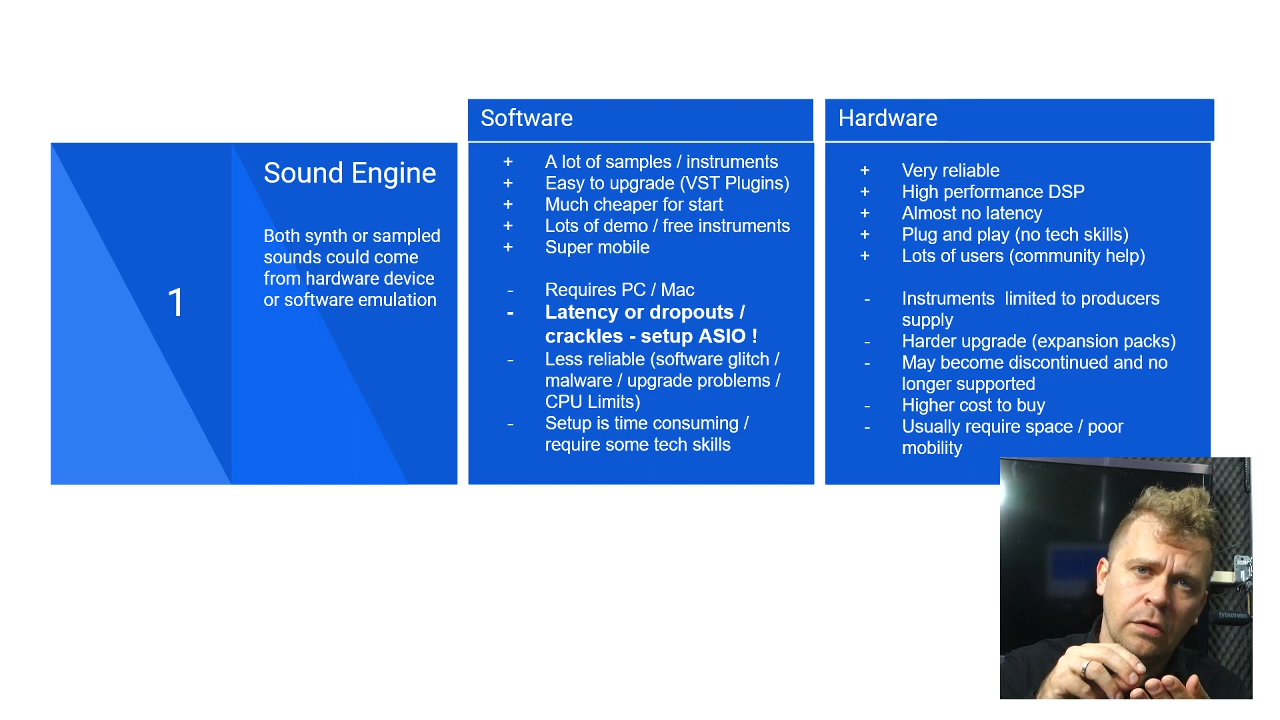 1
Sound Engine
Both synth or sampled
sounds could come
from hardware device
or software emulation
Software
+ A lot of samples / instruments
+ Easy to upgrade (VST Plugins)
+ Much cheaper for start
+ Lots of demo / free instruments
+ Super mobile
- Requires PC / Mac
- Latency or dropouts /
crackles - setup ASIO !
- Less reliable (software glitch /
malware / upgrade problems /
CPU Limits)
- Setup is time consuming /
require some tech skills
Hardware
+ Very reliable
+ High performance DSP
+ Almost no latency
+ Plug and play (no tech skills)
+ Lots of users (community help)
- Instruments limited to producers
supply
- Harder upgrade (expansion packs)
- May become discontinued and no
longer supported
- Higher cost to buy
- Usually require space / poor
mobility